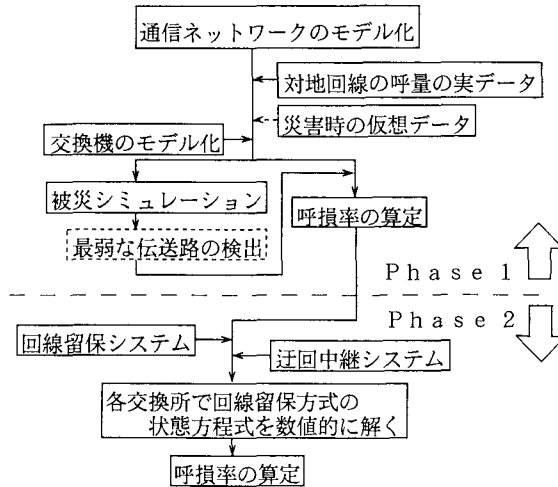 通信ネットワークのモデル化
対地回線の呼量の実データ
災害時の仮想データ
交換機のモデル化
被災シミュレーション
呼損率の算定
最弱な伝送路の検出
Phase 1
Phase 2
回線留保システム
迂回中継システム
各交換所で回線留保方式の
状態方程式を数値的に解く
呼損率の算定